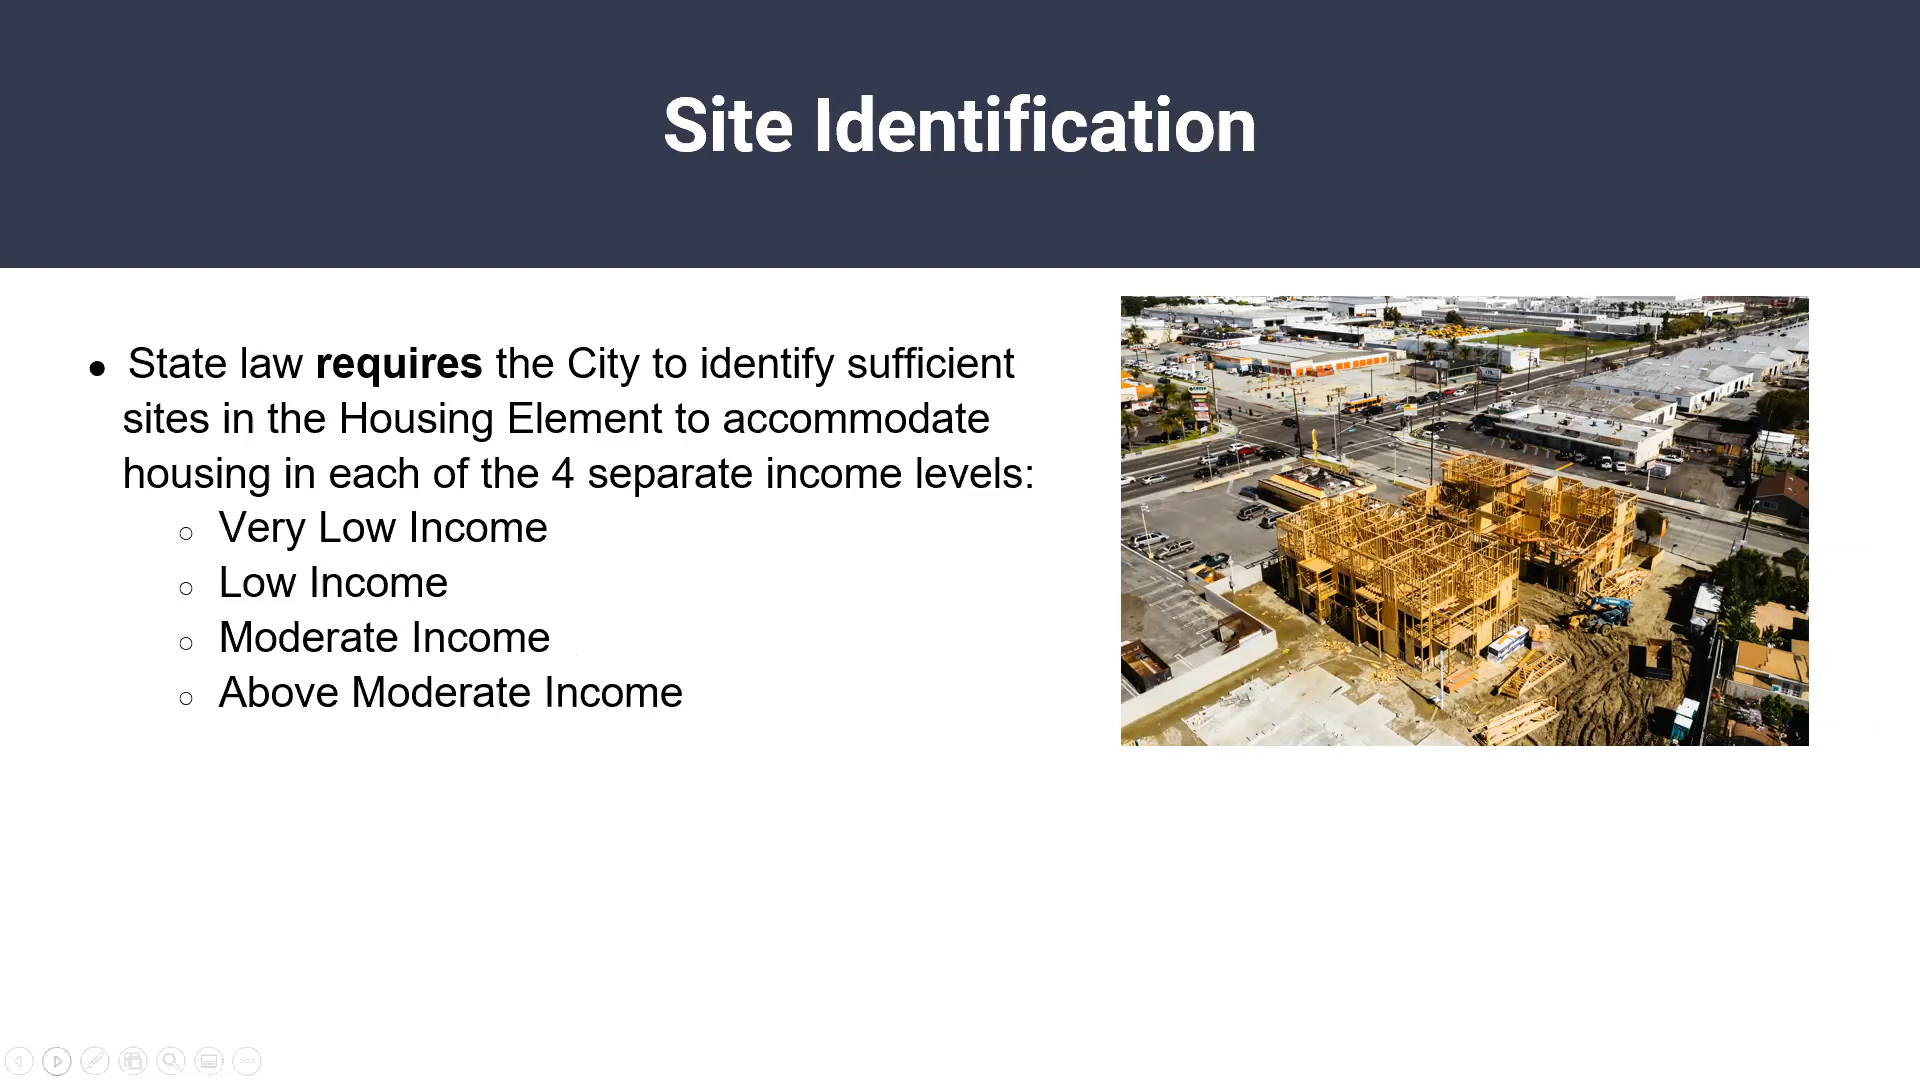 Site Identification
● State law requires the City to identify sufficient
sites in the Housing Element to accommodate
housing in each of the 4 separate income levels:
○ Very Low Income
○ Low Income
○ Moderate Income
○ Above Moderate Income